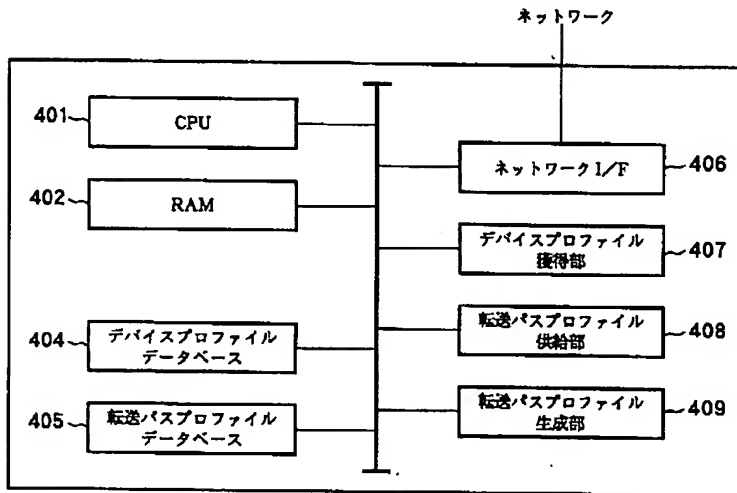 ネットワーク
401
CPU
402
RAM
404
デバイスプロファイル
データベース
405
転送パスプロファイル
データベース
ネットワーク I/F
406
デバイスプロファイル
獲得部
407
転送パスプロファイル
供給部
408
転送パスプロファイル
生成部
409